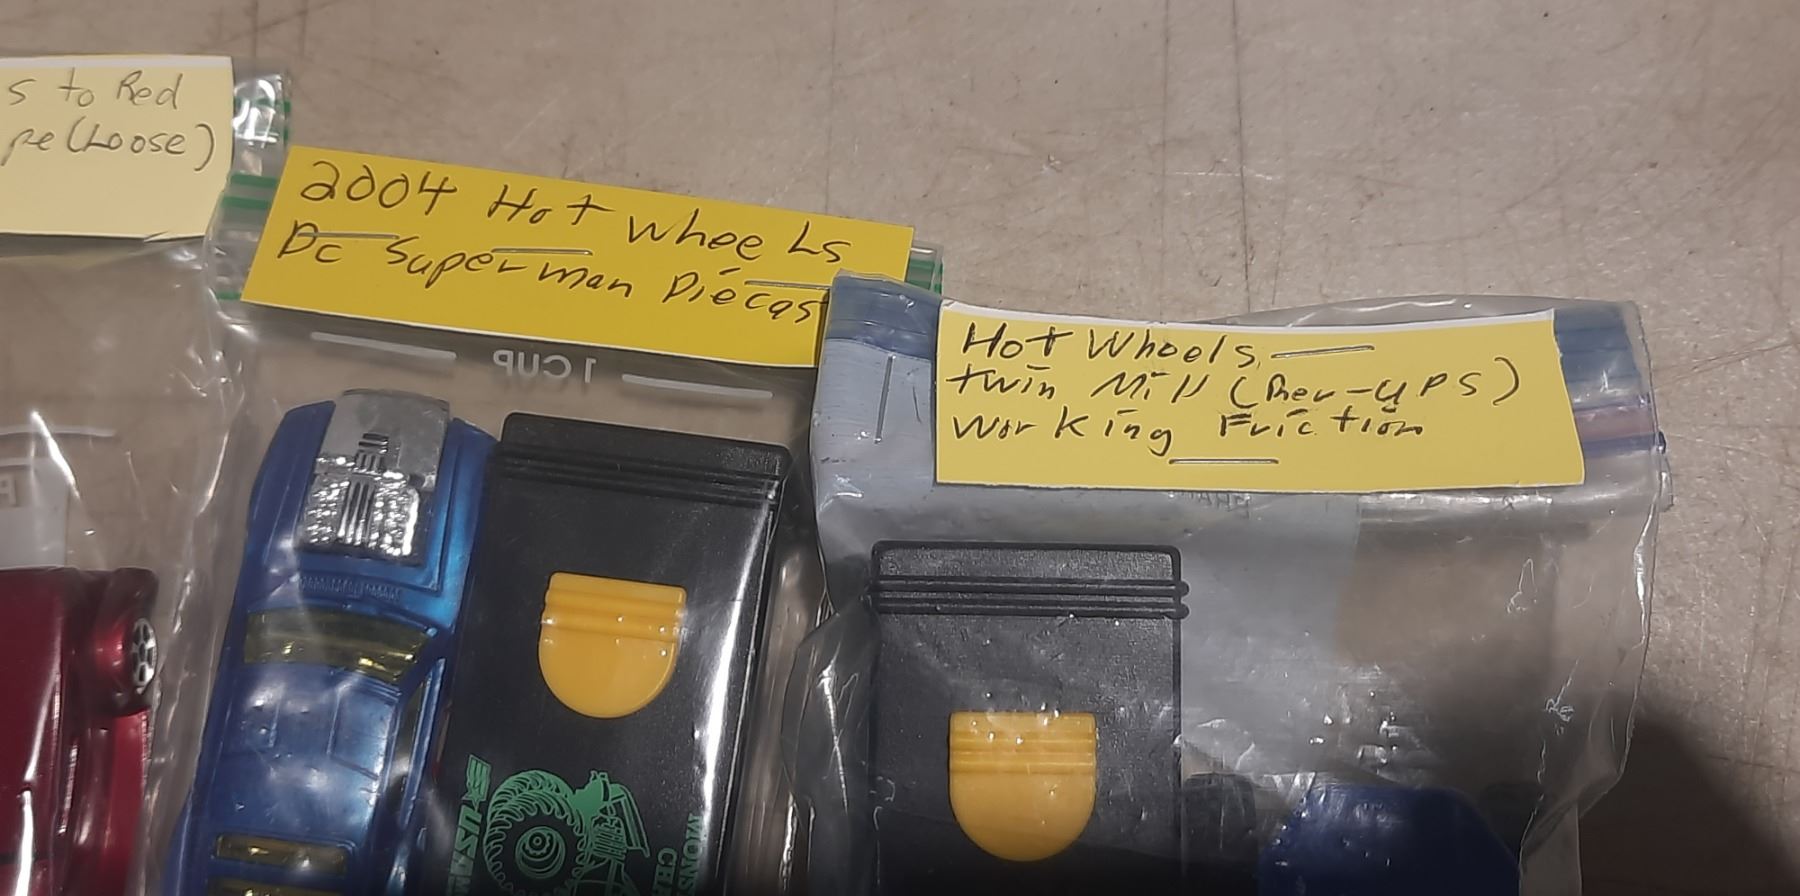 s to Red
pe (Loose)
2004 Hot Wheels
Dc Superman Diecast
1 CUP
Hot Wheels
twin Mill (Rev-UPS)
Working Friction